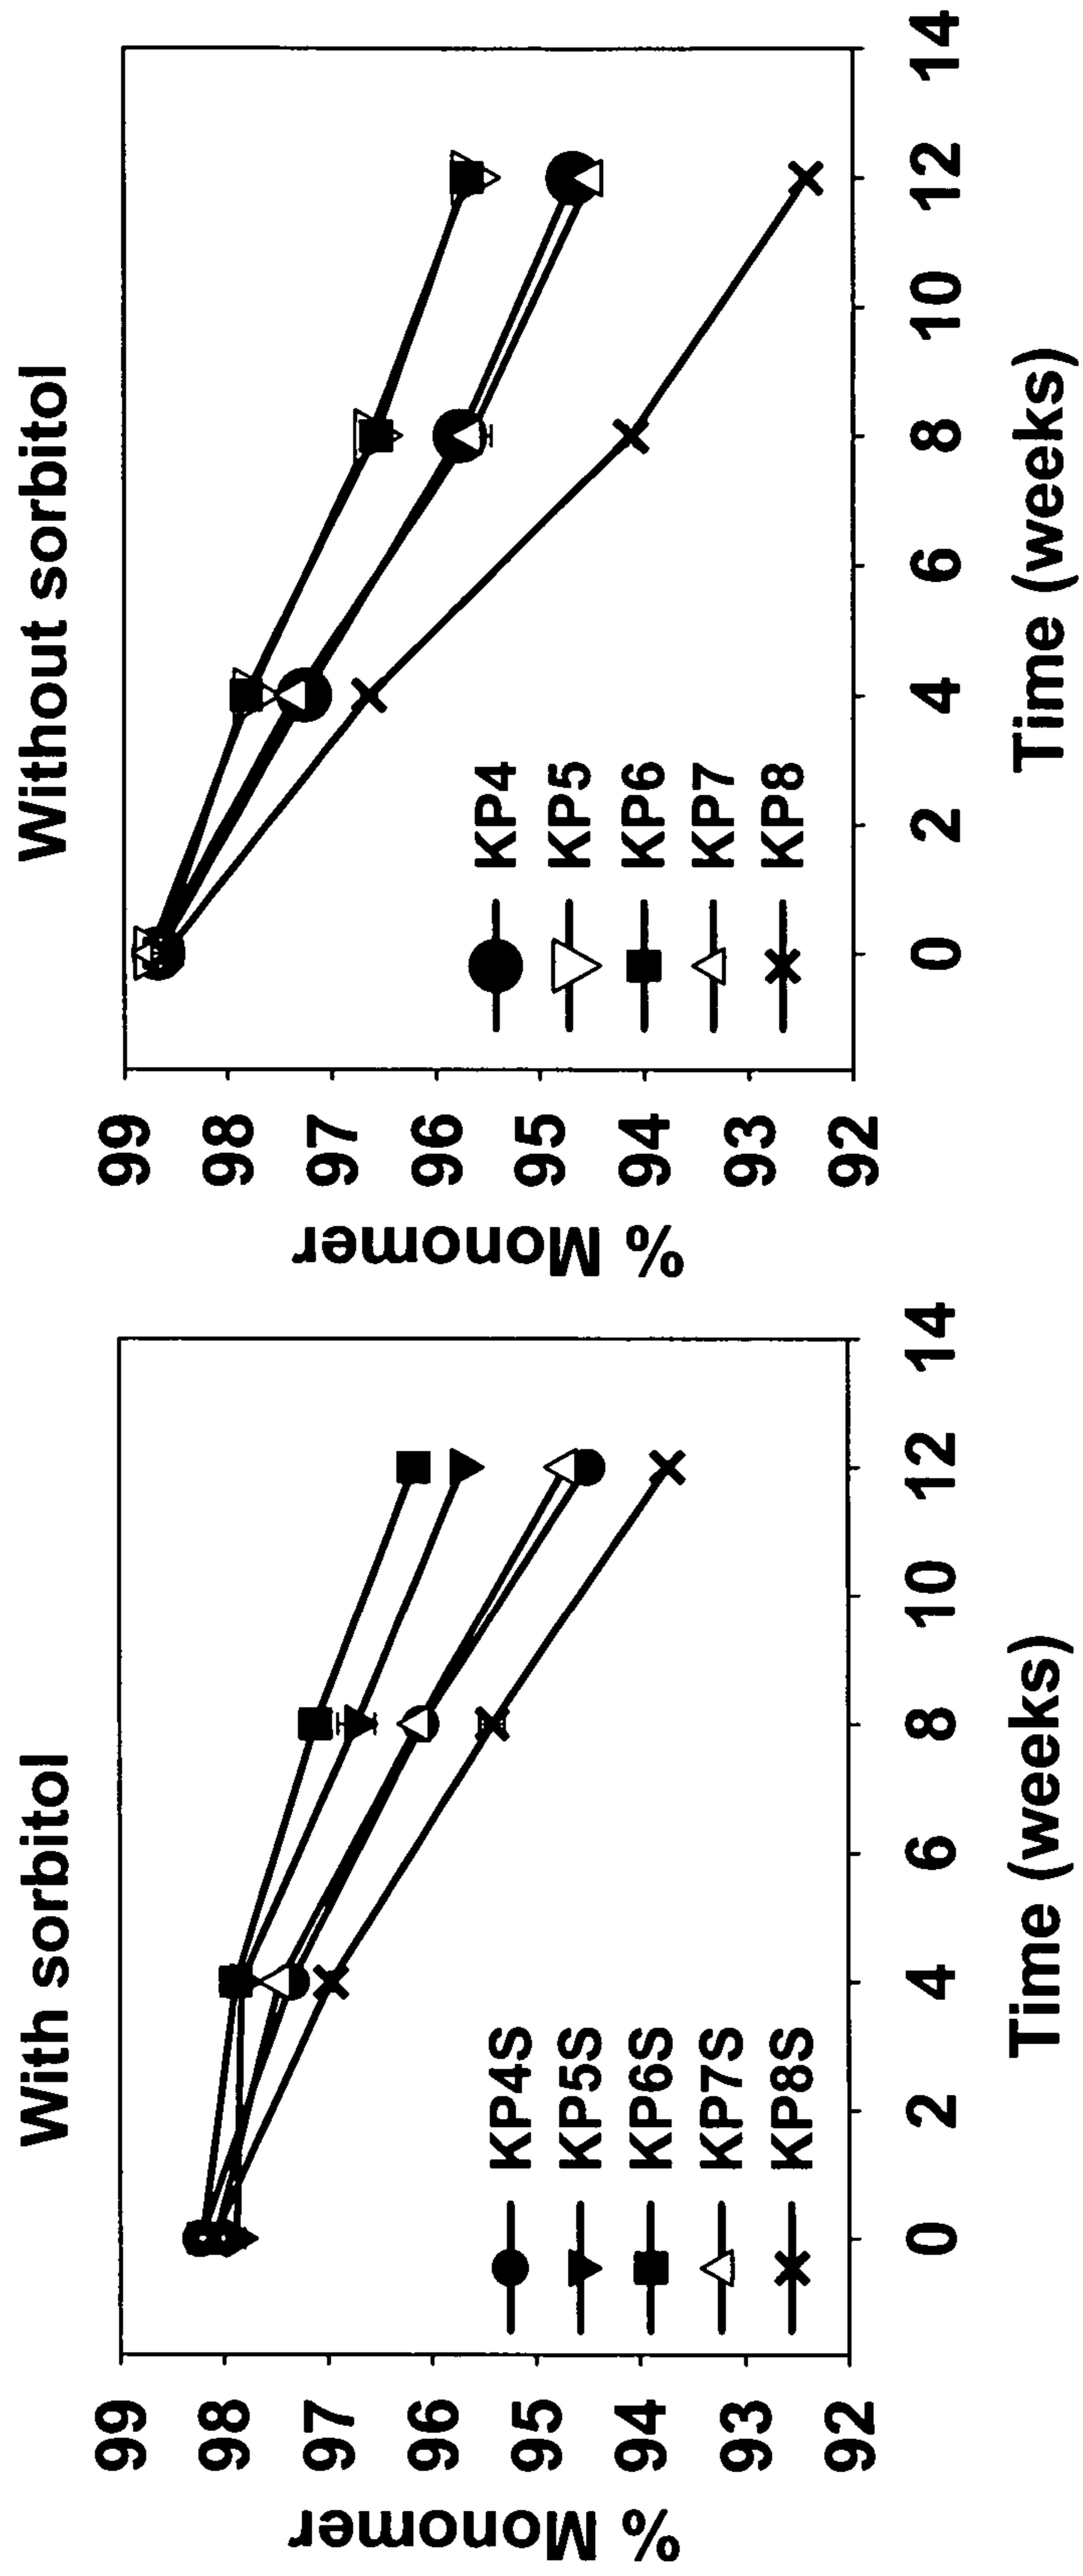 With sorbitol
99
98
97
96
95
94
93
92
% Monomer
KP4S
KP5S
KP6S
KP7S
KP8S
0 2 4 6 8 10 12 14
Time (weeks)
Without sorbitol
99
98
97
96
95
94
93
92
% Monomer
KP4
KP5
KP6
KP7
KP8
0 2 4 6 8 10 12 14
Time (weeks)